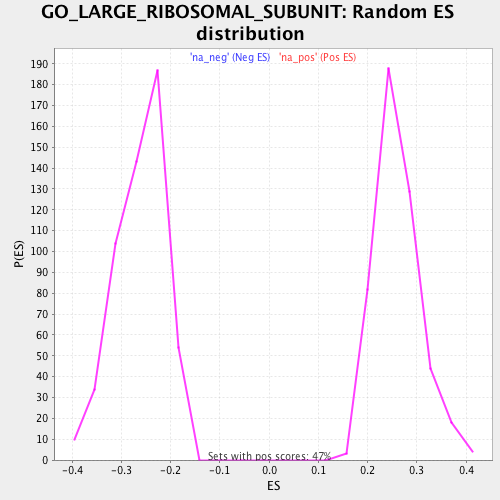 GO_LARGE_RIBOSOMAL_SUBUNIT: Random ES
distribution
'na_neg' (Neg ES) 'na_pos' (Pos ES)
190
180
170
160
150
140
130
120
110
100
90
80
70
60
50
40
30
20
10
0
P(ES)
Sets with pos scores: 47%
-0.4 -0.3 -0.2 -0.1 0.0 0.1 0.2 0.3 0.4
ES